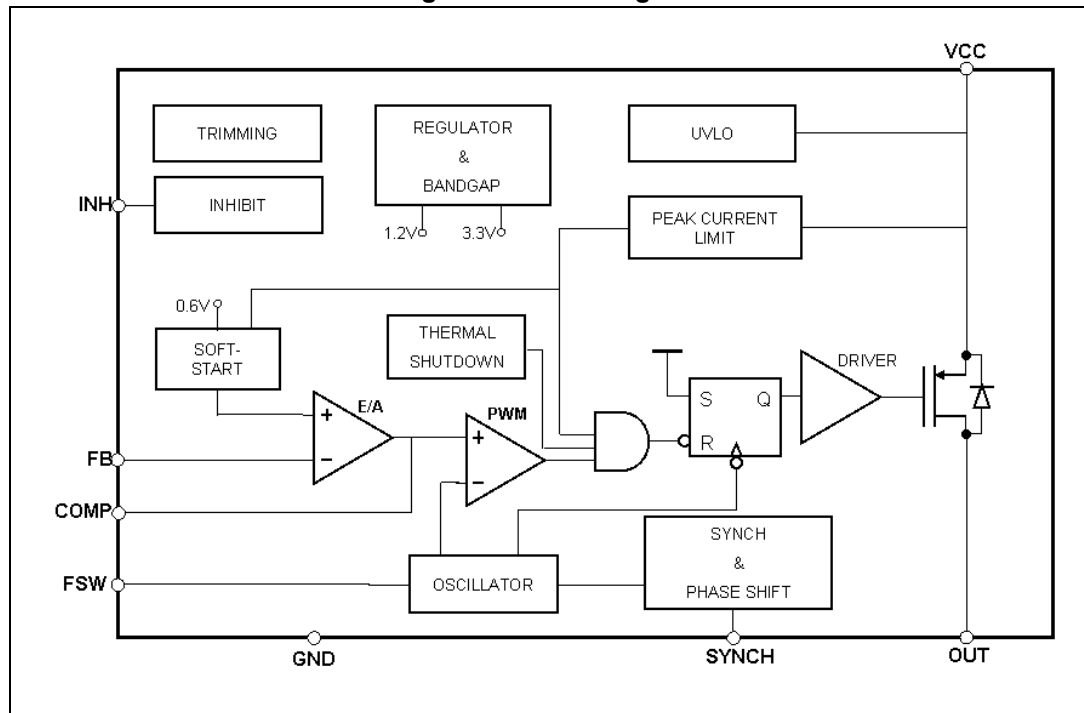 VCC
TRIMMING
REGULATOR
&
BANDGAP
UVLO
INH
INHIBIT
1.2V
3.3V
PEAK CURRENT
LIMIT
0.6V
SOFT-
START
THERMAL
SHUTDOWN
DRIVER
E/A
PWM
S
Q
R
+
-
+
-
FB
COMP
FSW
OSCILLATOR
SYNCH
&
PHASE SHIFT
GND
SYNCH
OUT